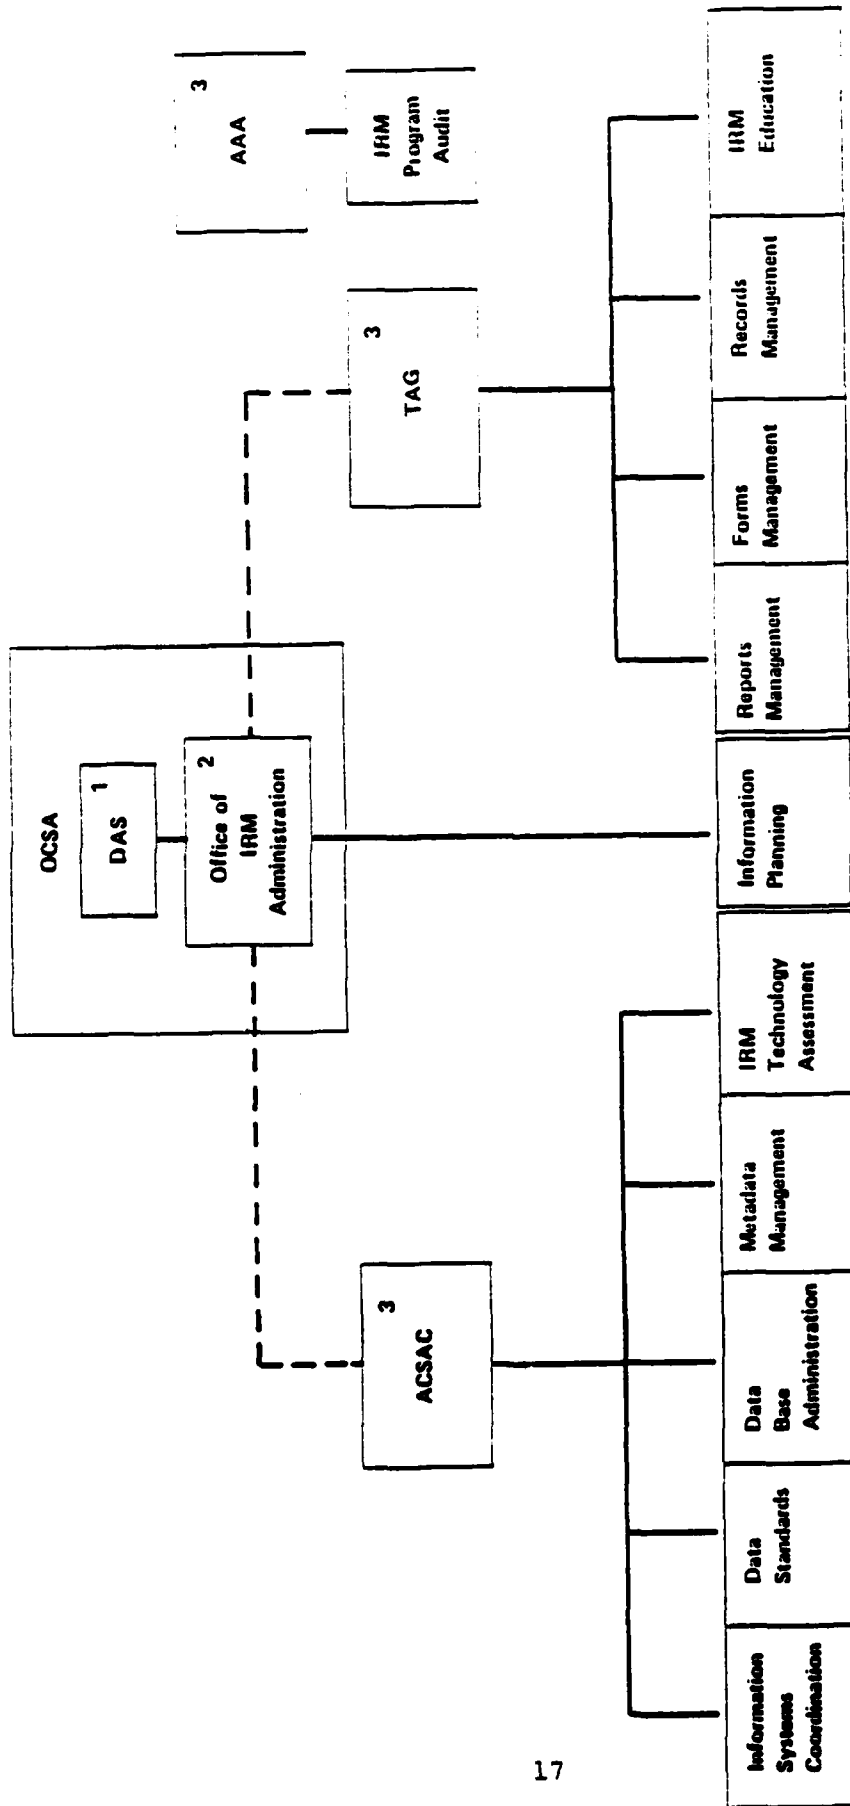 OCSA
DAS
1
Office of
IRM
Administration
2
AAA
3
IRM
Program
Audit
ACSAC
3
TAG
3
Information
Systems
Coordination
Data
Standards
Data
Base
Administration
Metadata
Management
IRM
Technology
Assessment
Information
Planning
Reports
Management
Forms
Management
Records
Management
IRM
Education
17